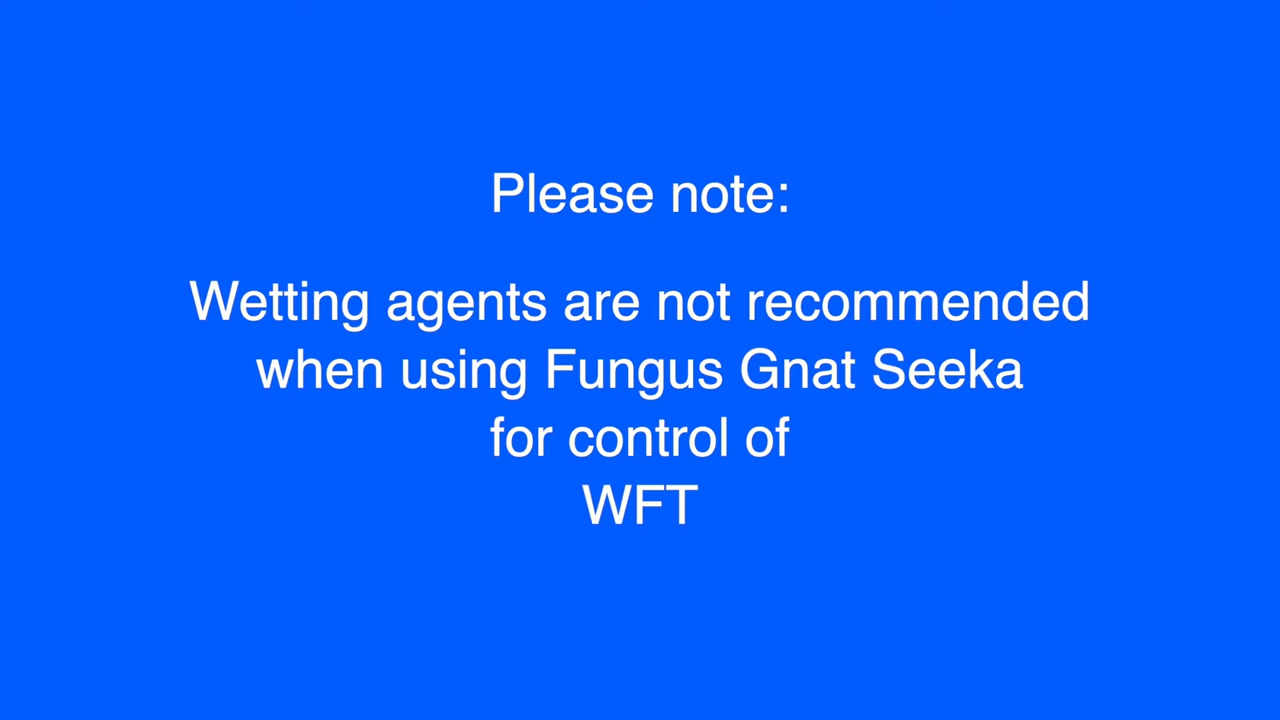 Please note:
Wetting agents are not recommended
when using Fungus Gnat Seeka
for control of
WFT